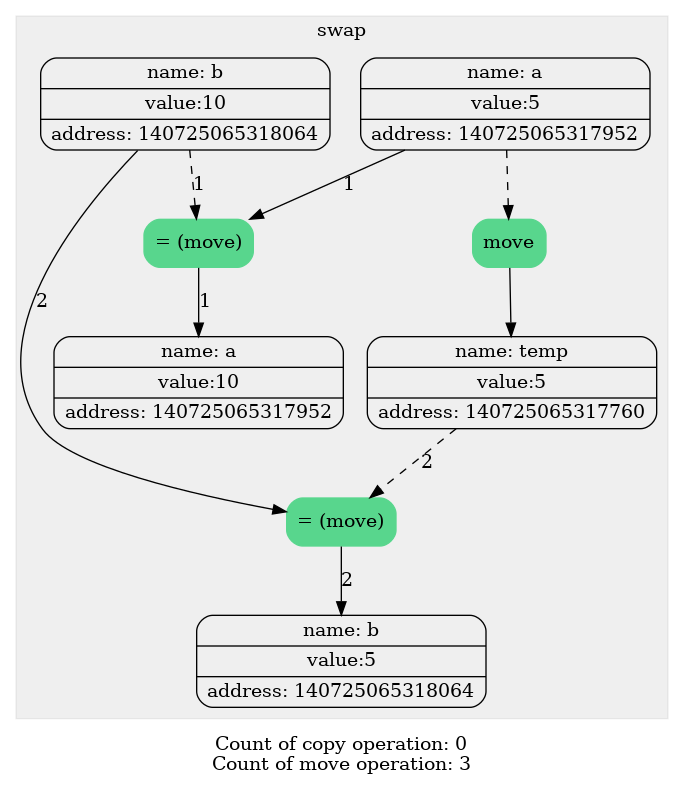 swap
name: b
value:10
address: 140725065318064
name: a
value:5
address: 140725065317952
1
1
= (move)
move
2
1
name: a
value:10
address: 140725065317952
name: temp
value:5
address: 140725065317760
2
= (move)
2
name: b
value:5
address: 140725065318064
Count of copy operation: 0
Count of move operation: 3